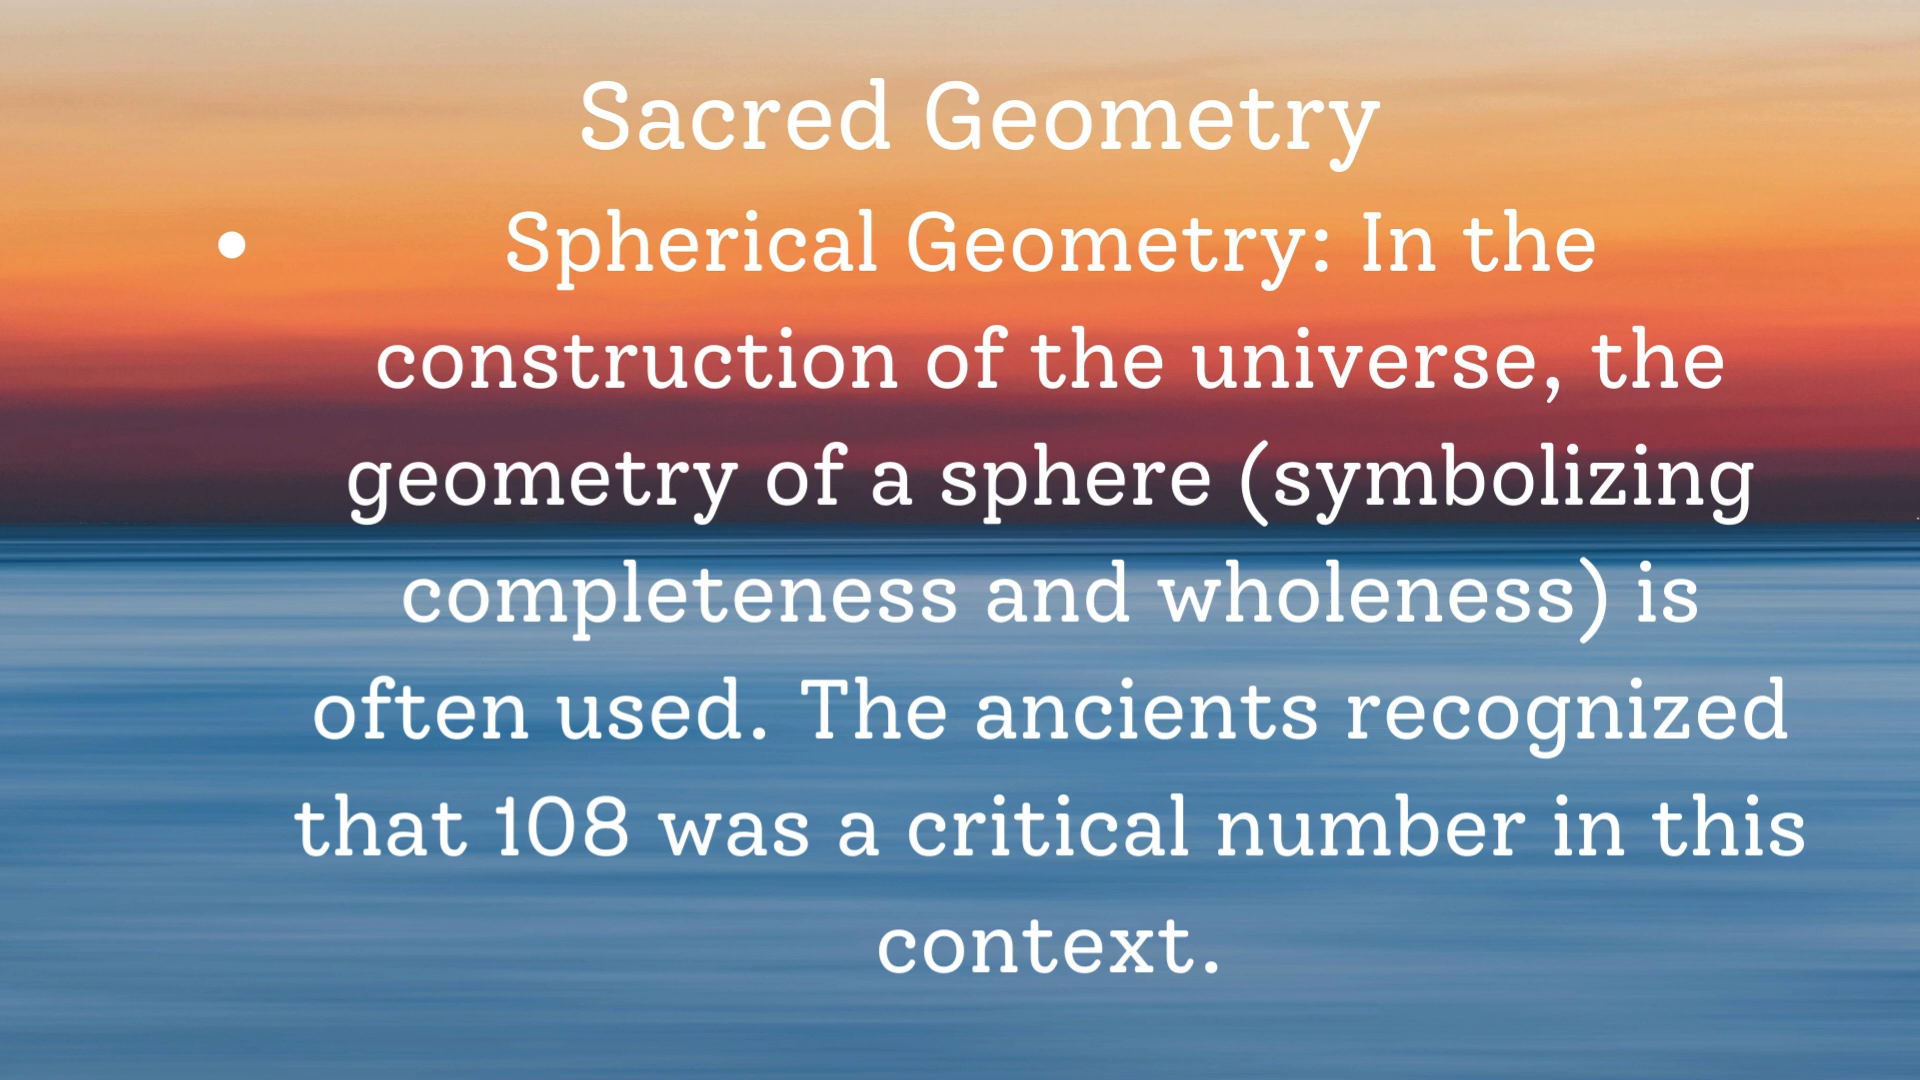 Sacred Geometry
• Spherical Geometry: In the
construction of the universe, the
geometry of a sphere (symbolizing
completeness and wholeness) is
often used. The ancients recognized
that 108 was a critical number in this
context.